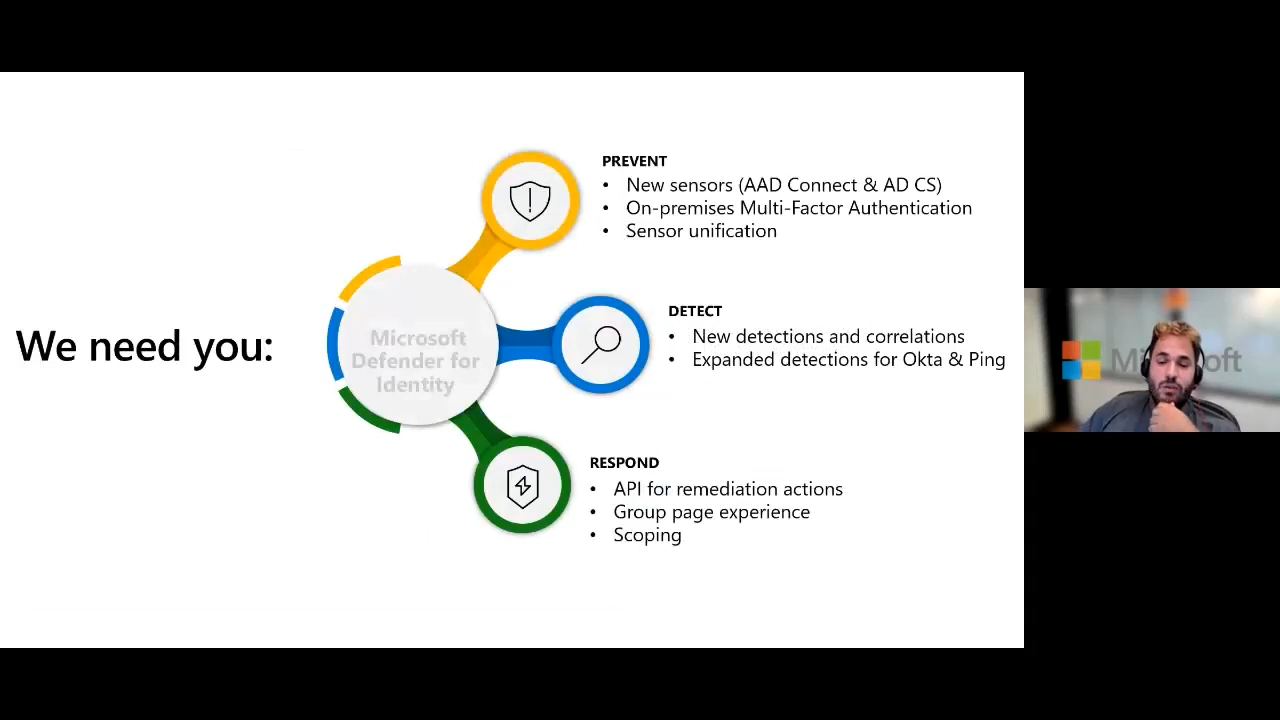 We need you:
Microsoft
Defender for
Identity
PREVENT
• New sensors (AAD Connect & AD CS)
• On-premises Multi-Factor Authentication
• Sensor unification
DETECT
• New detections and correlations
• Expanded detections for Okta & Ping
RESPOND
• API for remediation actions
• Group page experience
• Scoping
Microsoft